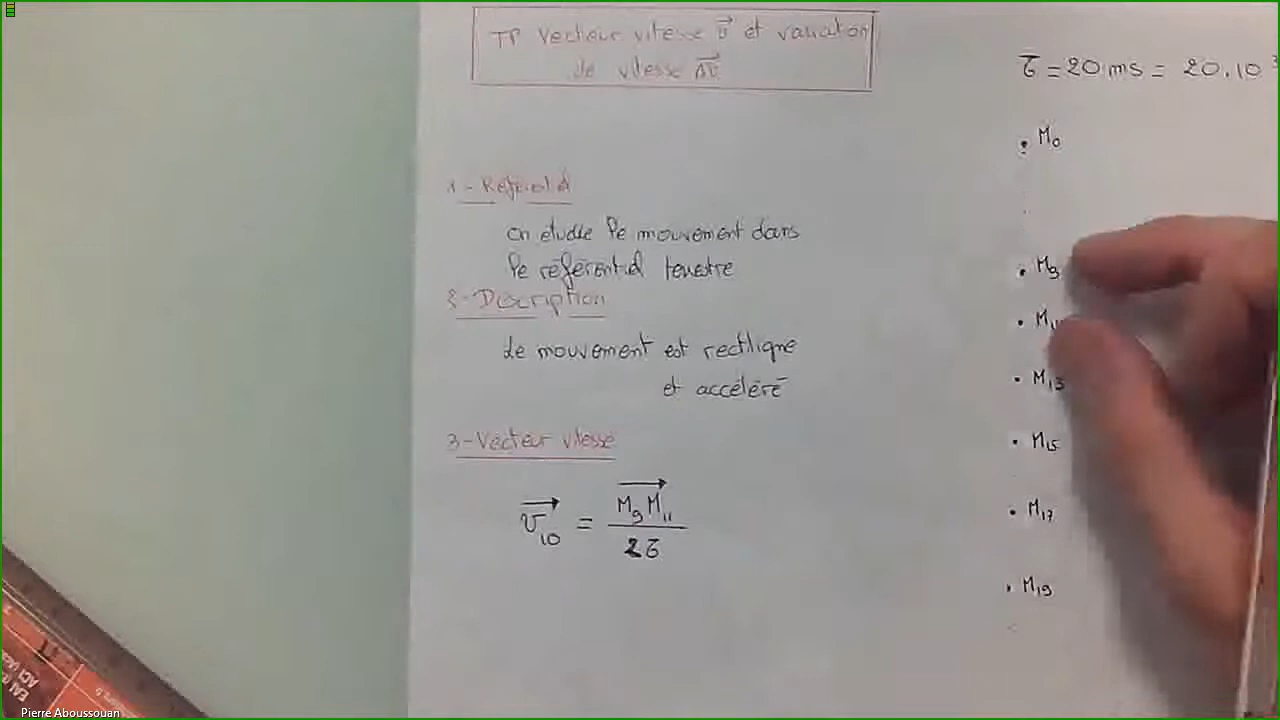 TP Vecteur vitesse v⃗ et variation
de vitesse Δv⃗
τ = 20 ms = 20.10
M₀
1 - Référentiel
on étudie le mouvement dans
le référentiel terrestre
M₉
2 - Description
M₁₁
Le mouvement est rectiligne
et accéléré
M₁₃
3 - Vecteur vitesse
M₁₅
v⃗₁₀ = M₉M₁₁ / 2τ
M₁₇
M₁₉
Pierre Aboussouan